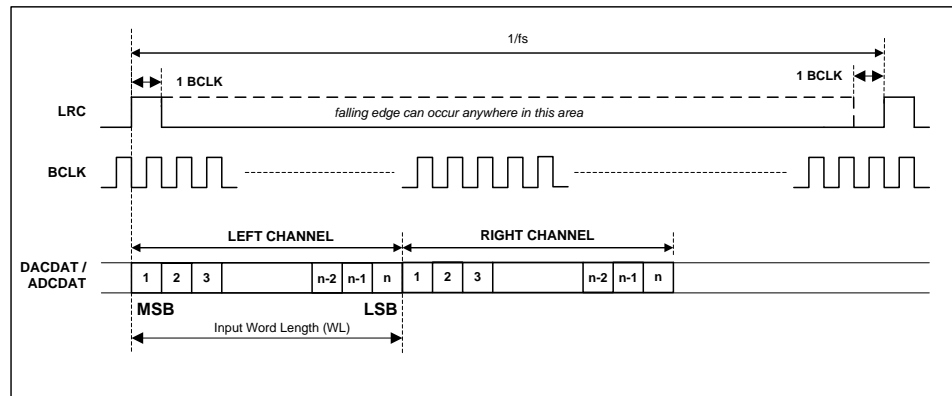 1/fs
1 BCLK
1 BCLK
LRC
falling edge can occur anywhere in this area
BCLK
LEFT CHANNEL
RIGHT CHANNEL
DACDAT /
ADCDAT
1 2 3 n-2 n-1 n 1 2 3 n-2 n-1 n
MSB LSB
Input Word Length (WL)